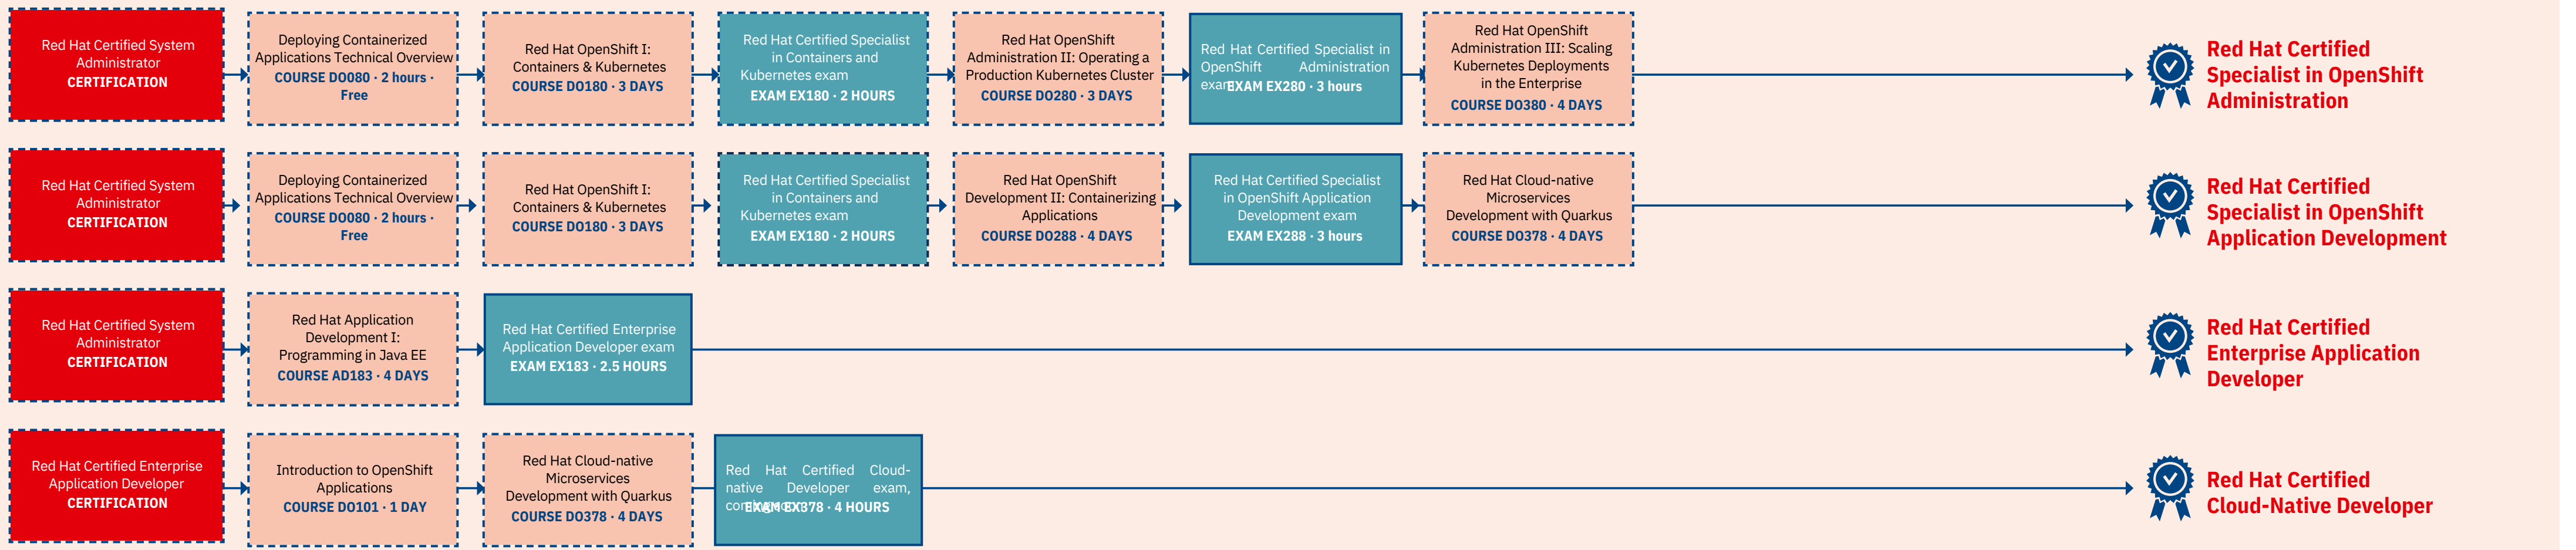 Red Hat Certified System
Administrator
CERTIFICATION
Deploying Containerized
Applications Technical Overview
COURSE DO080 · 2 hours ·
Free
Red Hat OpenShift I:
Containers & Kubernetes
COURSE DO180 · 3 DAYS
Red Hat Certified Specialist
in Containers and
Kubernetes exam
EXAM EX180 · 2 HOURS
Red Hat OpenShift
Administration II: Operating a
Production Kubernetes Cluster
COURSE DO280 · 3 DAYS
Red Hat Certified Specialist in
OpenShift Administration
exam
EXAM EX280 · 3 hours
Red Hat OpenShift
Administration III: Scaling
Kubernetes Deployments
in the Enterprise
COURSE DO380 · 4 DAYS
Red Hat Certified
Specialist in OpenShift
Administration
Red Hat Certified System
Administrator
CERTIFICATION
Deploying Containerized
Applications Technical Overview
COURSE DO080 · 2 hours ·
Free
Red Hat OpenShift I:
Containers & Kubernetes
COURSE DO180 · 3 DAYS
Red Hat Certified Specialist
in Containers and
Kubernetes exam
EXAM EX180 · 2 HOURS
Red Hat OpenShift
Development II: Containerizing
Applications
COURSE DO288 · 4 DAYS
Red Hat Certified Specialist
in OpenShift Application
Development exam
EXAM EX288 · 3 hours
Red Hat Cloud-native
Microservices
Development with Quarkus
COURSE DO378 · 4 DAYS
Red Hat Certified
Specialist in OpenShift
Application Development
Red Hat Certified System
Administrator
CERTIFICATION
Red Hat Application
Development I:
Programming in Java EE
COURSE AD183 · 4 DAYS
Red Hat Certified Enterprise
Application Developer exam
EXAM EX183 · 2.5 HOURS
Red Hat Certified
Enterprise Application
Developer
Red Hat Certified Enterprise
Application Developer
CERTIFICATION
Introduction to OpenShift
Applications
COURSE DO101 · 1 DAY
Red Hat Cloud-native
Microservices
Development with Quarkus
COURSE DO378 · 4 DAYS
Red Hat Certified Cloud-
native Developer exam,
EXAM EX378 · 4 HOURS
Red Hat Certified
Cloud-Native Developer